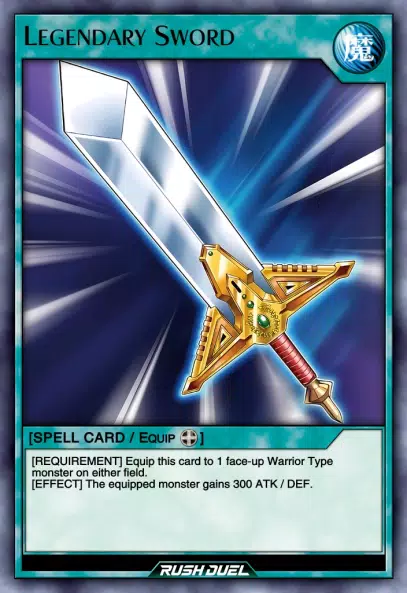 Legendary Sword
魔
[SPELL CARD / Equip]
[REQUIREMENT] Equip this card to 1 face-up Warrior Type
monster on either field.
[EFFECT] The equipped monster gains 300 ATK / DEF.
RUSH DUEL